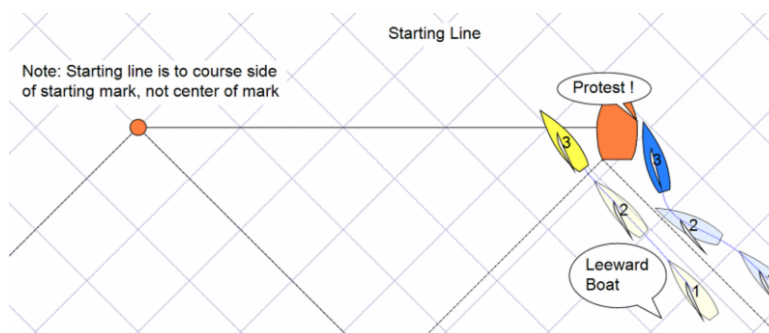 Starting Line
Note: Starting line is to course side
of starting mark, not center of mark
Protest !
3
3
2
2
Leeward
Boat
1